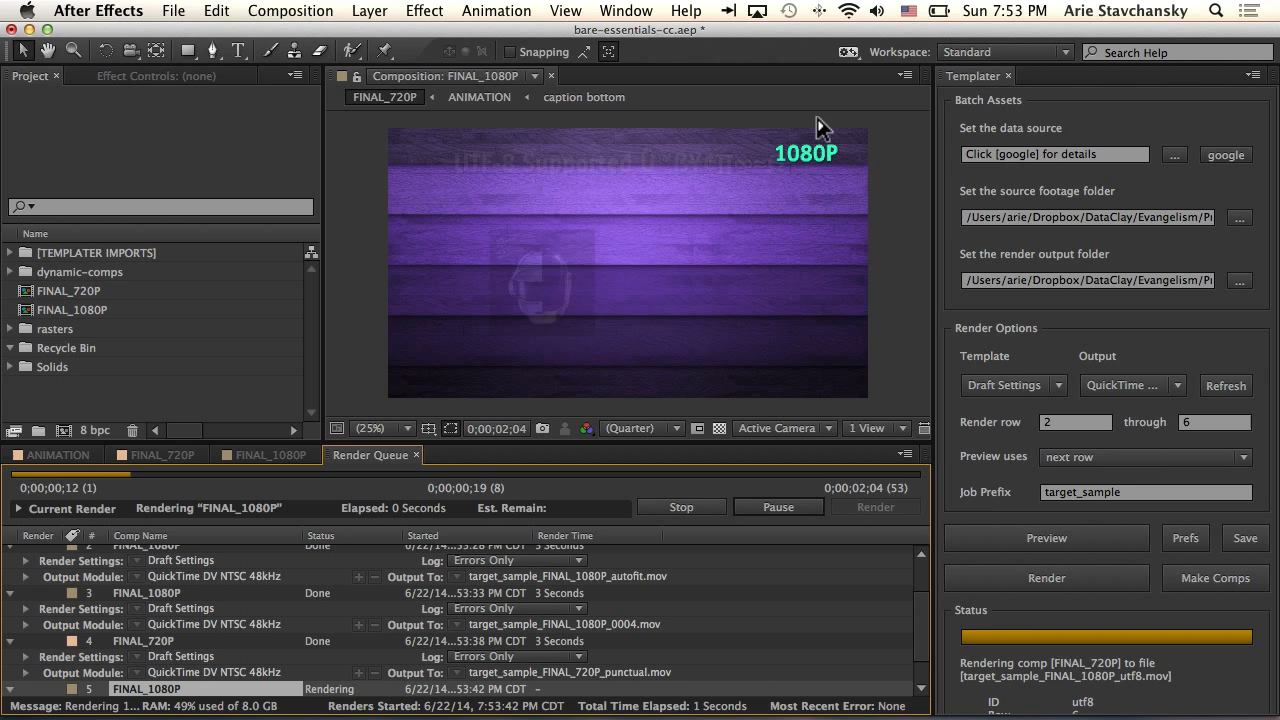 After Effects File Edit Composition Layer Effect Animation View Window Help Sun 7:53 PM Arie Stavchansky
bare-essentials-cc.aep *
Snapping Workspace: Standard Search Help
Project × Effect Controls: (none) Composition: FINAL_1080P × Templater ×
FINAL_720P ANIMATION caption bottom
1080P
Name
[TEMPLATER IMPORTS]
dynamic-comps
FINAL_720P
FINAL_1080P
rasters
Recycle Bin
Solids
8 bpc
(25%) 0;00;02;04 (Quarter) Active Camera 1 View
Batch Assets
Set the data source
Click [google] for details ... google
Set the source footage folder
/Users/arie/Dropbox/DataClay/Evangelism/P ...
Set the render output folder
/Users/arie/Dropbox/DataClay/Evangelism/P ...
Render Options
Template Output
Draft Settings QuickTime ... Refresh
Render row 2 through 6
Preview uses next row
Job Prefix target_sample
Preview Prefs Save
Render Make Comps
Status
Rendering comp [FINAL_720P] to file
[target_sample_FINAL_1080P_utf8.mov]
ID utf8
ANIMATION FINAL_720P FINAL_1080P Render Queue ×
0;00;00;12 (1) 0;00;00;19 (8) 0;00;02;04 (53)
Current Render Rendering "FINAL_1080P" Elapsed: 0 Seconds Est. Remain: Stop Pause Render
Render # Comp Name Status Started Render Time
2 FINAL_1080P Done 6/22/14...53:28 PM CDT 3 Seconds
Render Settings: Draft Settings Log: Errors Only
Output Module: QuickTime DV NTSC 48kHz + − Output To: target_sample_FINAL_1080P_autofit.mov
3 FINAL_1080P Done 6/22/14...53:33 PM CDT 3 Seconds
Render Settings: Draft Settings Log: Errors Only
Output Module: QuickTime DV NTSC 48kHz + − Output To: target_sample_FINAL_1080P_0004.mov
4 FINAL_720P Done 6/22/14...53:38 PM CDT 3 Seconds
Render Settings: Draft Settings Log: Errors Only
Output Module: QuickTime DV NTSC 48kHz + − Output To: target_sample_FINAL_720P_punctual.mov
5 FINAL_1080P Rendering 6/22/14...53:42 PM CDT –
Message: Rendering 1... RAM: 49% used of 8.0 GB Renders Started: 6/22/14, 7:53:42 PM CDT Total Time Elapsed: 1 Seconds Most Recent Error: None